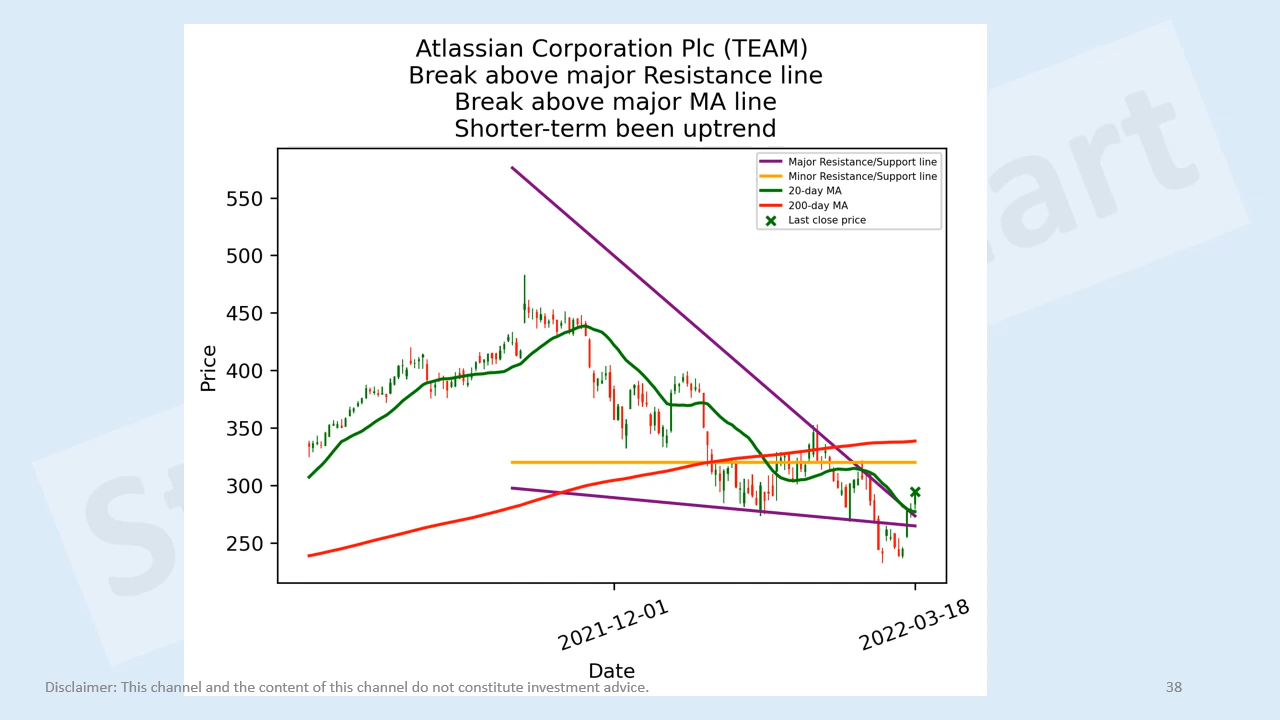 Atlassian Corporation Plc (TEAM)
Break above major Resistance line
Break above major MA line
Shorter-term been uptrend
Major Resistance/Support line
Minor Resistance/Support line
20-day MA
200-day MA
Last close price
Price
550
500
450
400
350
300
250
2021-12-01
2022-03-18
Date
Disclaimer: This channel and the content of this channel do not constitute investment advice.
38